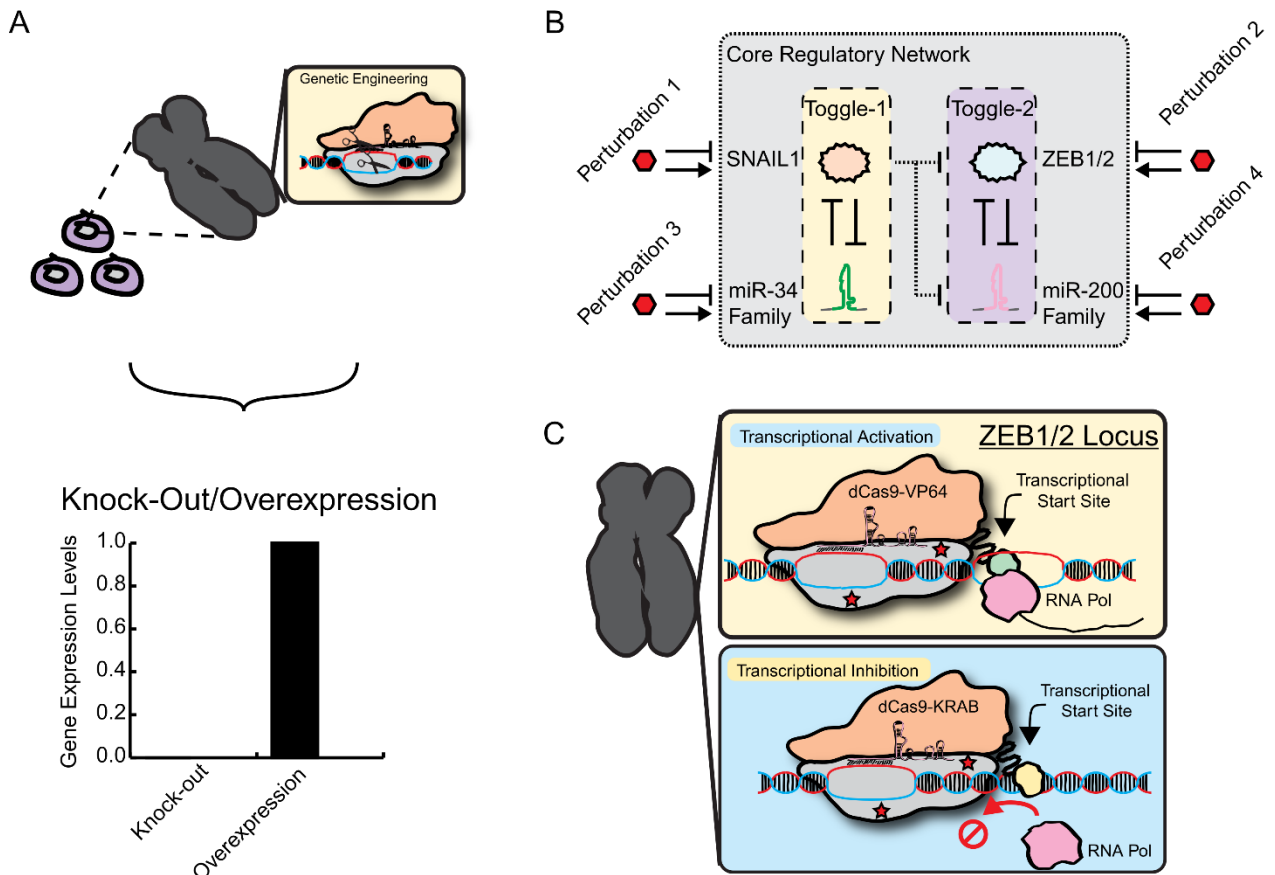 A
Genetic Engineering
Knock-Out/Overexpression
Gene Expression Levels
1.0
0.8
0.6
0.4
0.2
0.0
Knock-out
Overexpression
B
Core Regulatory Network
Perturbation 1
Perturbation 2
Toggle-1
Toggle-2
SNAIL1
ZEB1/2
Perturbation 3
Perturbation 4
miR-34
Family
miR-200
Family
C
Transcriptional Activation
ZEB1/2 Locus
dCas9-VP64
Transcriptional
Start Site
RNA Pol
Transcriptional Inhibition
dCas9-KRAB
Transcriptional
Start Site
RNA Pol